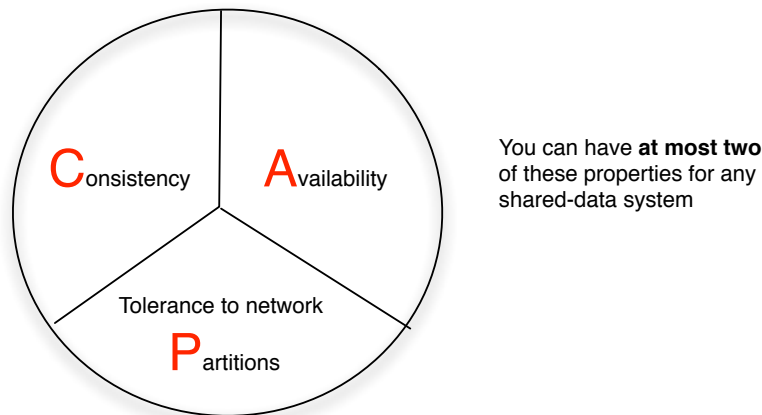 Consistency
Availability
Tolerance to network
Partitions
You can have at most two
of these properties for any
shared-data system